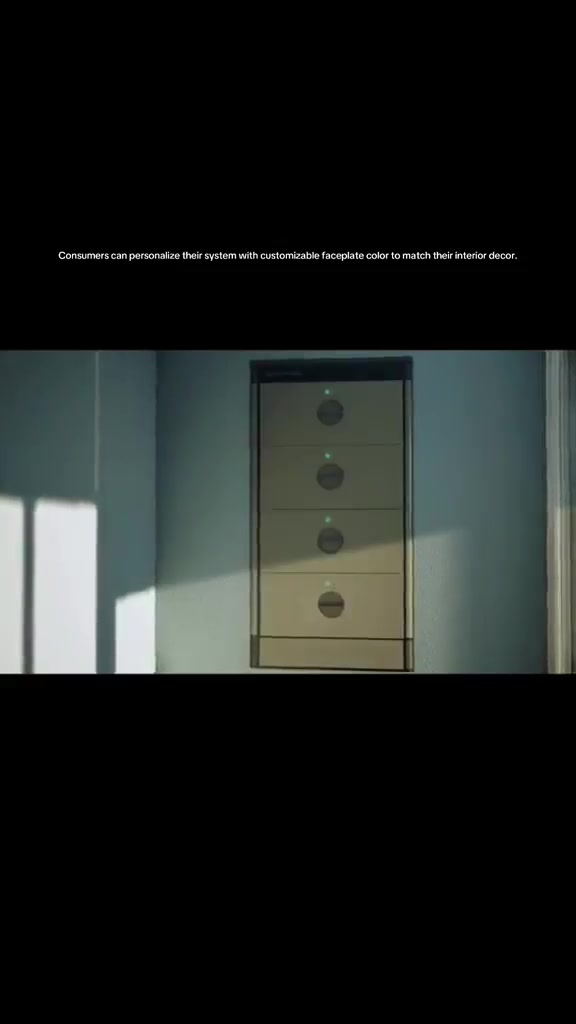 Consumers can personalize their system with customizable faceplate color to match their interior decor.